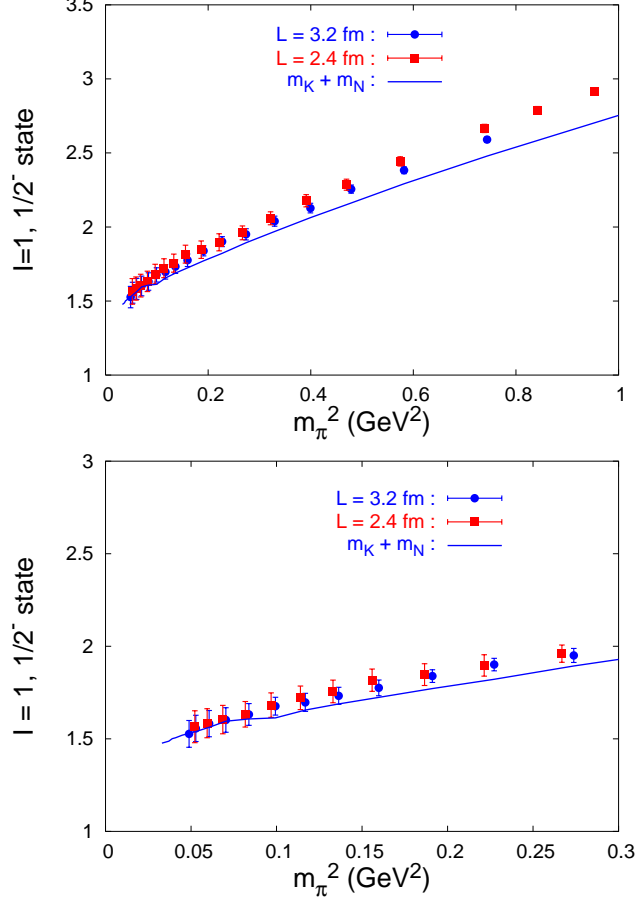 3.5
3
2.5
2
1.5
1
0
0.2
0.4
0.6
0.8
1
I=1, 1/2⁻ state
m_π² (GeV²)
L = 3.2 fm :
L = 2.4 fm :
m_K + m_N :
3
2.5
2
1.5
1
0
0.05
0.1
0.15
0.2
0.25
0.3
I = 1, 1/2⁻ state
m_π² (GeV²)
L = 3.2 fm :
L = 2.4 fm :
m_K + m_N :